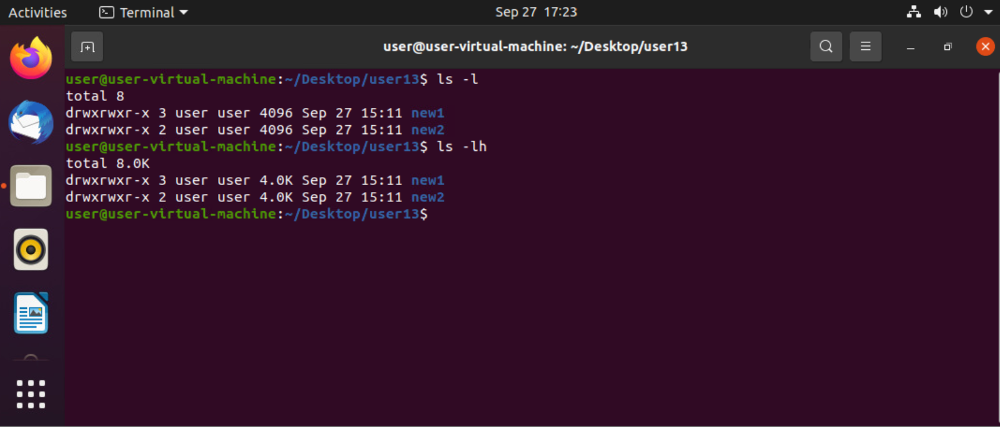 Activities Terminal Sep 27 17:23
user@user-virtual-machine: ~/Desktop/user13
user@user-virtual-machine:~/Desktop/user13$ ls -l
total 8
drwxrwxr-x 3 user user 4096 Sep 27 15:11 new1
drwxrwxr-x 2 user user 4096 Sep 27 15:11 new2
user@user-virtual-machine:~/Desktop/user13$ ls -lh
total 8.0K
drwxrwxr-x 3 user user 4.0K Sep 27 15:11 new1
drwxrwxr-x 2 user user 4.0K Sep 27 15:11 new2
user@user-virtual-machine:~/Desktop/user13$